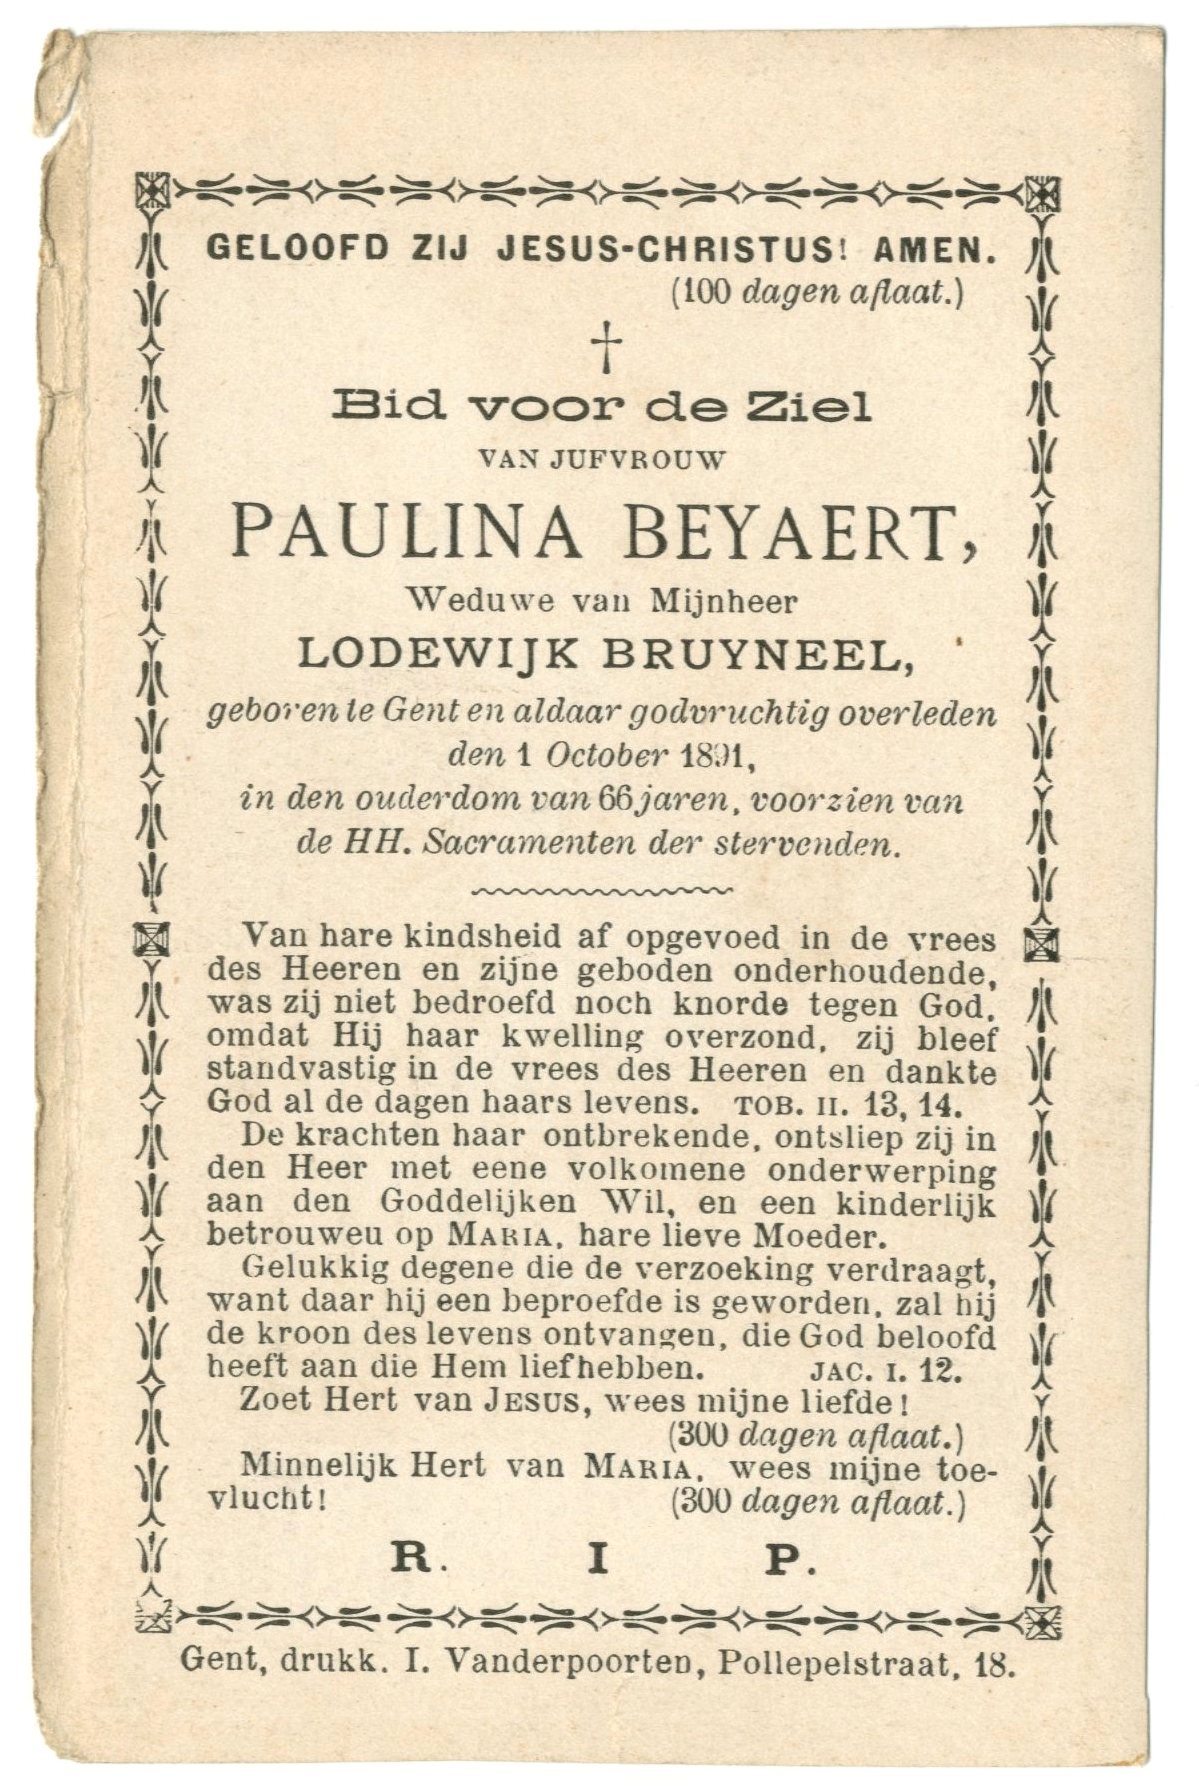 GELOOFD ZIJ JESUS-CHRISTUS! AMEN.
(100 dagen aflaat.)
†
Bid voor de Ziel
VAN JUFVROUW
PAULINA BEYAERT,
Weduwe van Mijnheer
LODEWIJK BRUYNEEL,
geboren te Gent en aldaar godvruchtig overleden
den 1 October 1891,
in den ouderdom van 66 jaren, voorzien van
de HH. Sacramenten der stervenden.
Van hare kindsheid af opgevoed in de vrees
des Heeren en zijne geboden onderhoudende,
was zij niet bedroefd noch knorde tegen God,
omdat Hij haar kwelling overzond, zij bleef
standvastig in de vrees des Heeren en dankte
God al de dagen haars levens. TOB. II. 13, 14.
De krachten haar ontbrekende, ontsliep zij in
den Heer met eene volkomene onderwerping
aan den Goddelijken Wil, en een kinderlijk
betrouweu op MARIA, hare lieve Moeder.
Gelukkig degene die de verzoeking verdraagt,
want daar hij een beproefde is geworden, zal hij
de kroon des levens ontvangen, die God beloofd
heeft aan die Hem liefhebben. JAC. I. 12.
Zoet Hert van JESUS, wees mijne liefde!
(300 dagen aflaat.)
Minnelijk Hert van MARIA, wees mijne toe-
vlucht! (300 dagen aflaat.)
R. I P.
Gent, drukk. I. Vanderpoorten, Pollepelstraat, 18.